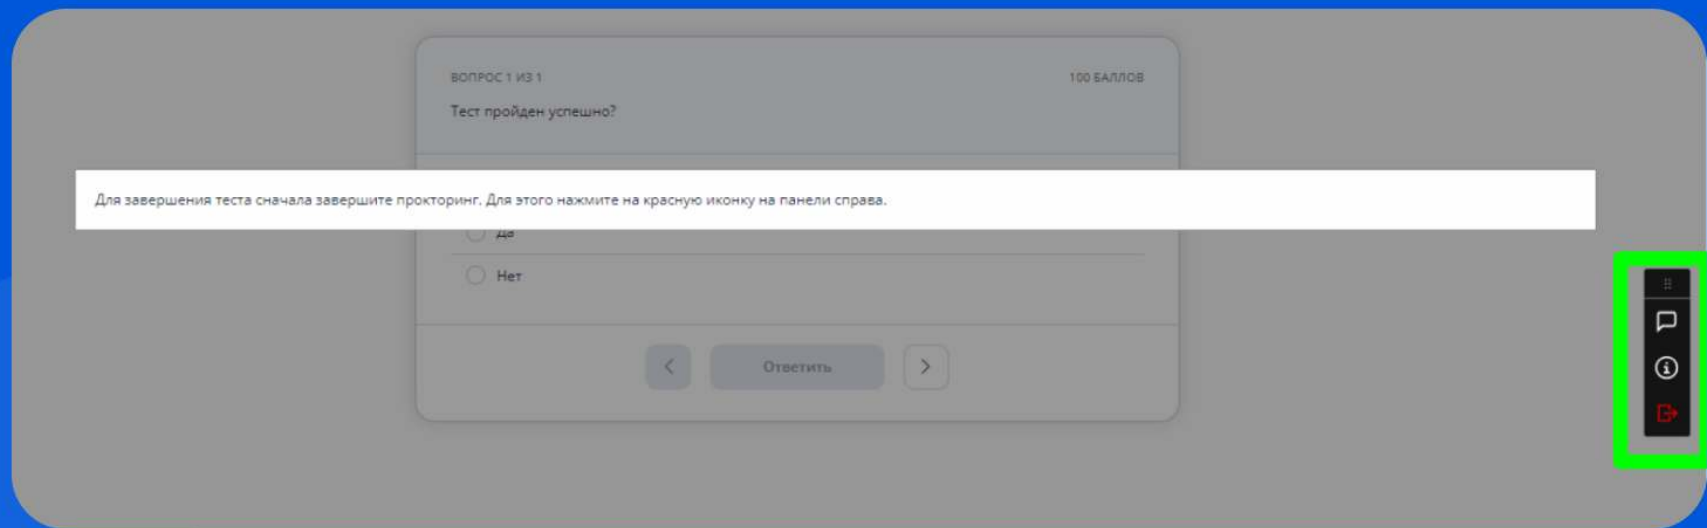 ВОПРОС 1 ИЗ 1
100 БАЛЛОВ
Тест пройден успешно?
Для завершения теста сначала завершите прокторинг. Для этого нажмите на красную иконку на панели справа.
Да
Нет
Ответить